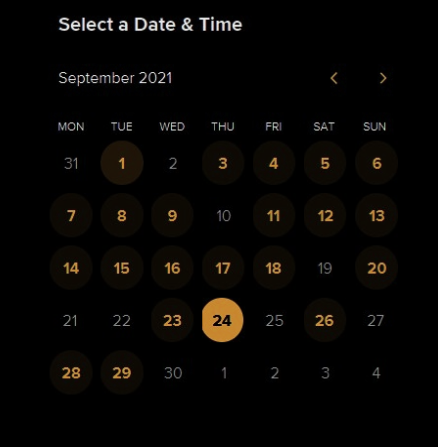 Select a Date & Time
September 2021
MON TUE WED THU FRI SAT SUN
31 1 2 3 4 5 6
7 8 9 10 11 12 13
14 15 16 17 18 19 20
21 22 23 24 25 26 27
28 29 30 1 2 3 4